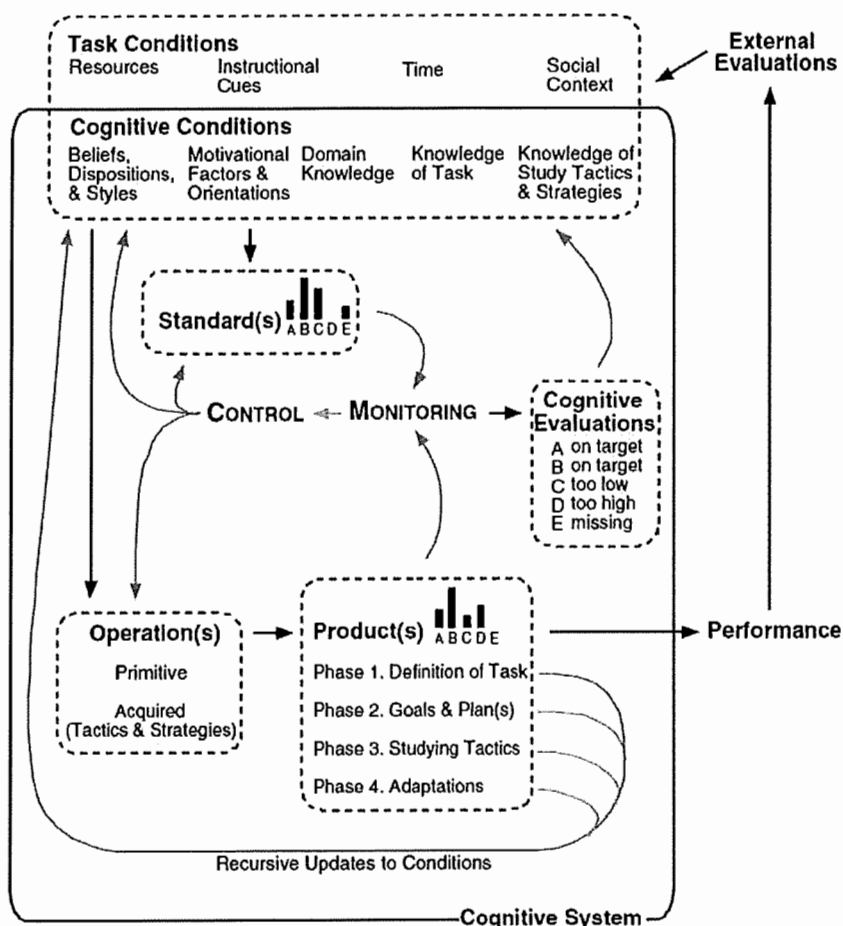 Task Conditions
Resources
Instructional
Cues
Time
Social
Context
External
Evaluations
Cognitive Conditions
Beliefs,
Dispositions,
& Styles
Motivational
Factors &
Orientations
Domain
Knowledge
Knowledge
of Task
Knowledge of
Study Tactics
& Strategies
Standard(s)
A B C D E
CONTROL
MONITORING
Cognitive
Evaluations
A on target
B on target
C too low
D too high
E missing
Operation(s)
Primitive
Acquired
(Tactics & Strategies)
Product(s)
A B C D E
Phase 1. Definition of Task
Phase 2. Goals & Plan(s)
Phase 3. Studying Tactics
Phase 4. Adaptations
Performance
Recursive Updates to Conditions
Cognitive System